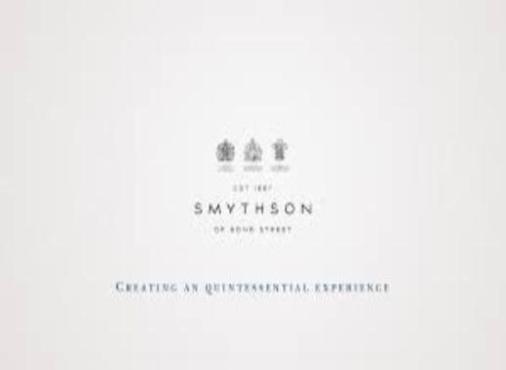 EST 1887
SMYTHSON
OF BOND STREET
CREATING AN QUINTESSENTIAL EXPERIENCE